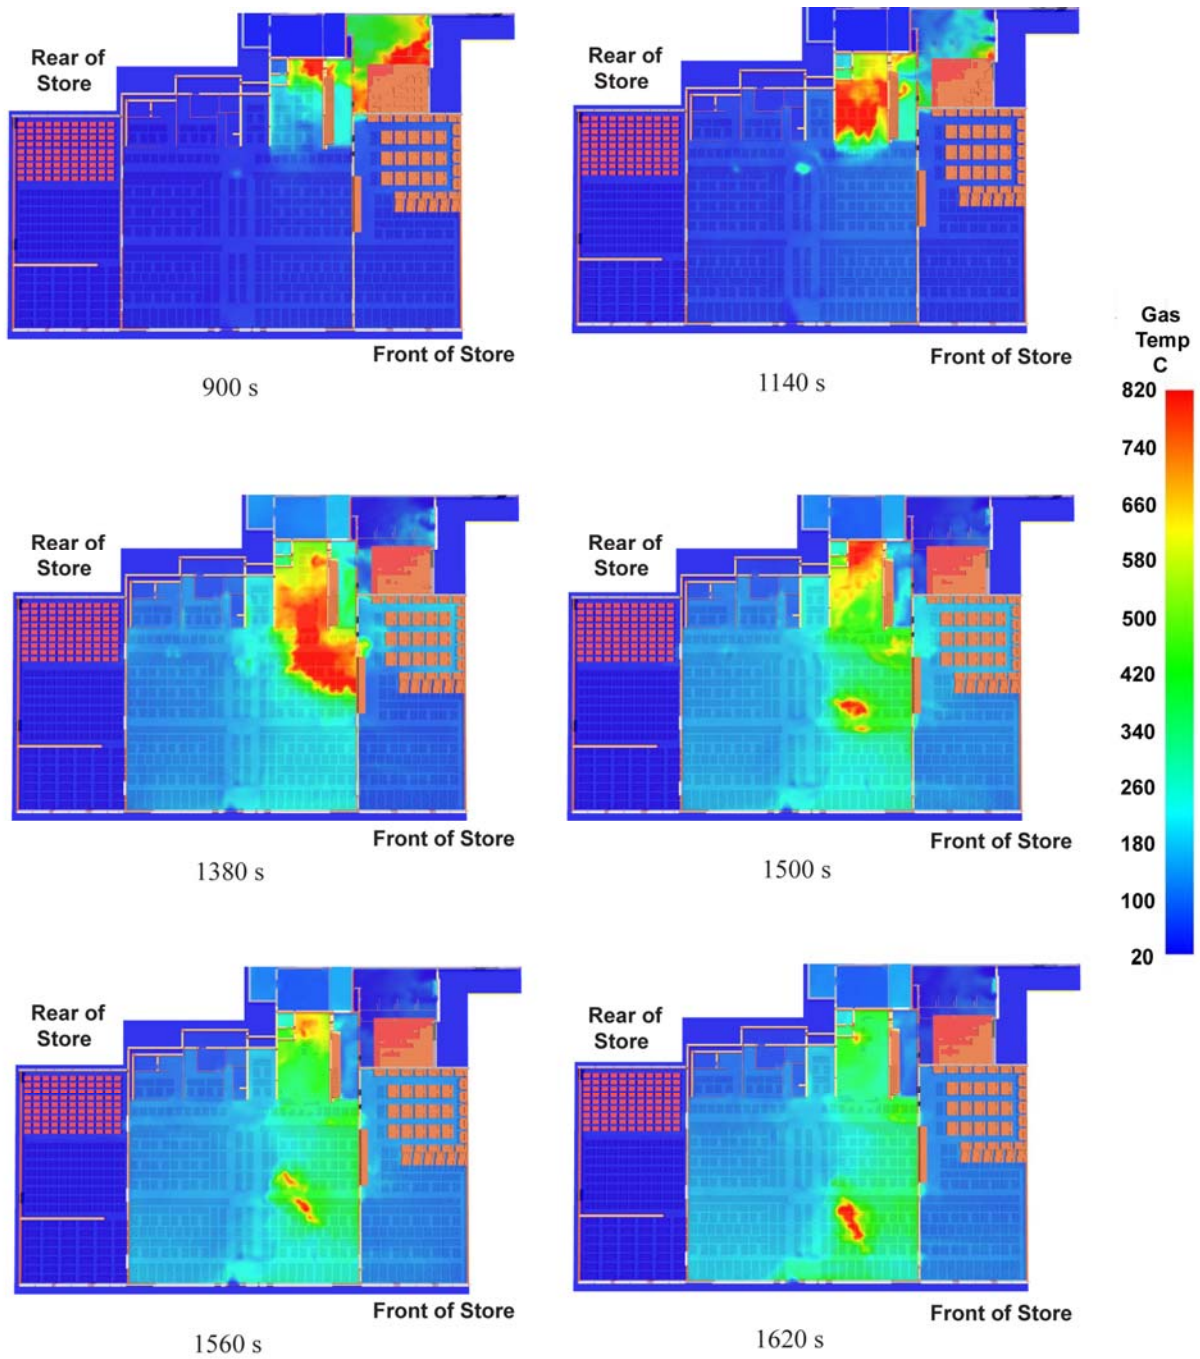 Rear of
Store
Front of Store
900 s
Rear of
Store
Front of Store
1140 s
Gas
Temp
C
820
740
660
580
500
420
340
260
180
100
20
Rear of
Store
Front of Store
1380 s
Rear of
Store
Front of Store
1500 s
Rear of
Store
Front of Store
1560 s
Rear of
Store
Front of Store
1620 s